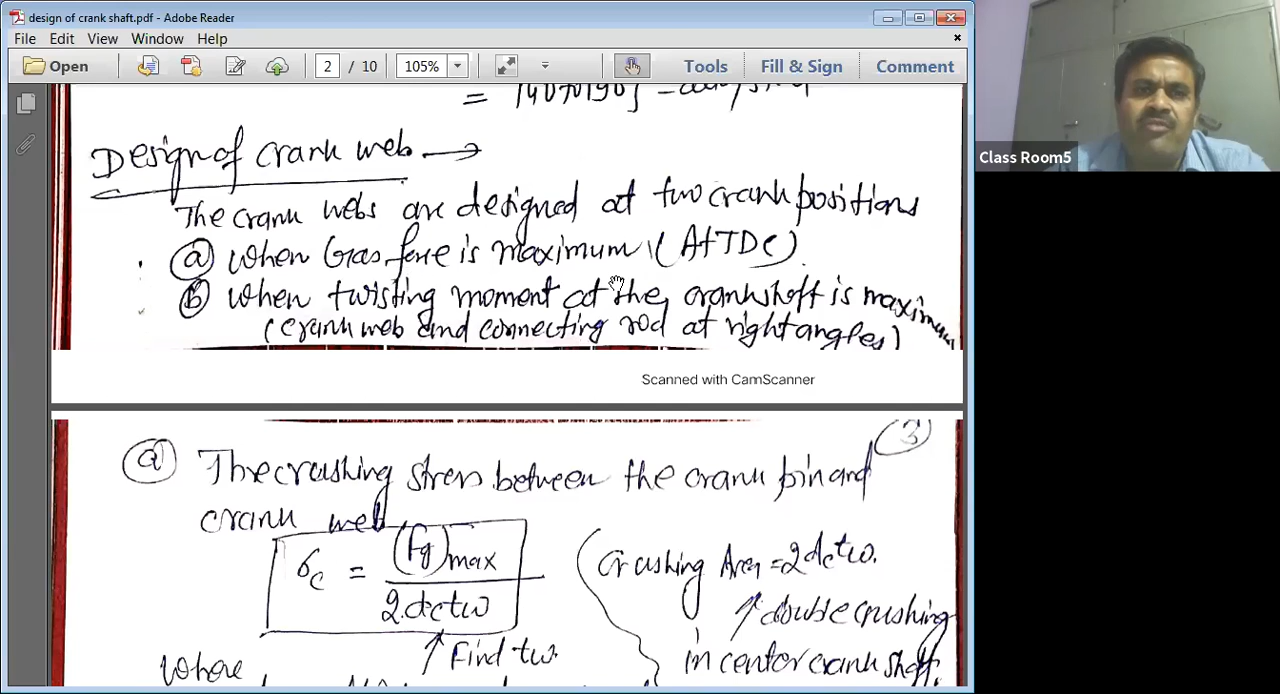 design of crank shaft.pdf - Adobe Reader
File Edit View Window Help
Open 2 / 10 105% Tools Fill & Sign Comment
Class Room5
Design of crank web →
The crank webs are designed at two crank positions
(a) when Gas force is maximum (At TDC).
(b) when twisting moment at the crankshaft is maximum
(crank web and connecting rod at right angles)
Scanned with CamScanner
3
(a) The crushing stress between the crank pin and
crank web
σc = (Fg)max / 2.dctw
Crushing Area = 2dctw.
↑ double crushing
in center crank shaft.
↑ Find tw.
where